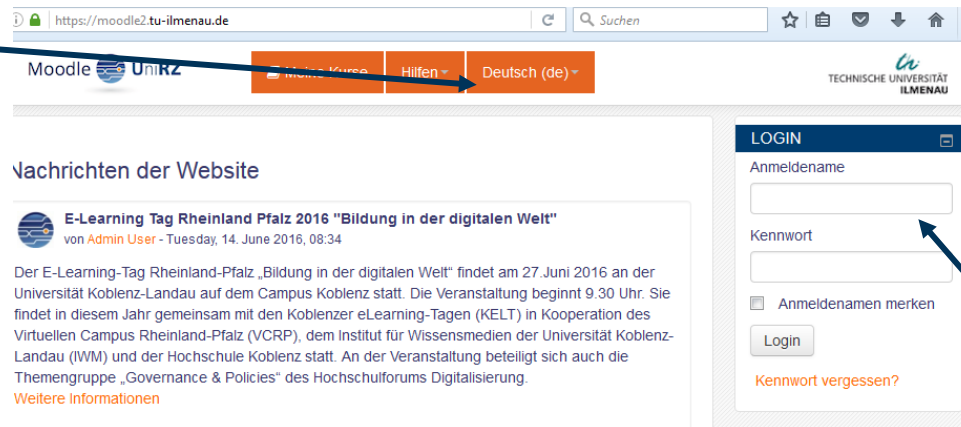 https://moodle2.tu-ilmenau.de
Suchen
Moodle UniRZ
Meine Kurse
Hilfen
Deutsch (de)
TECHNISCHE UNIVERSITÄT
ILMENAU
Nachrichten der Website
E-Learning Tag Rheinland Pfalz 2016 "Bildung in der digitalen Welt"
von Admin User - Tuesday, 14. June 2016, 08:34
Der E-Learning-Tag Rheinland-Pfalz „Bildung in der digitalen Welt“ findet am 27.Juni 2016 an der
Universität Koblenz-Landau auf dem Campus Koblenz statt. Die Veranstaltung beginnt 9.30 Uhr. Sie
findet in diesem Jahr gemeinsam mit den Koblenzer eLearning-Tagen (KELT) in Kooperation des
Virtuellen Campus Rheinland-Pfalz (VCRP), dem Institut für Wissensmedien der Universität Koblenz-
Landau (IWM) und der Hochschule Koblenz statt. An der Veranstaltung beteiligt sich auch die
Themengruppe „Governance & Policies“ des Hochschulforums Digitalisierung.
Weitere Informationen
LOGIN
Anmeldename
Kennwort
Anmeldenamen merken
Login
Kennwort vergessen?